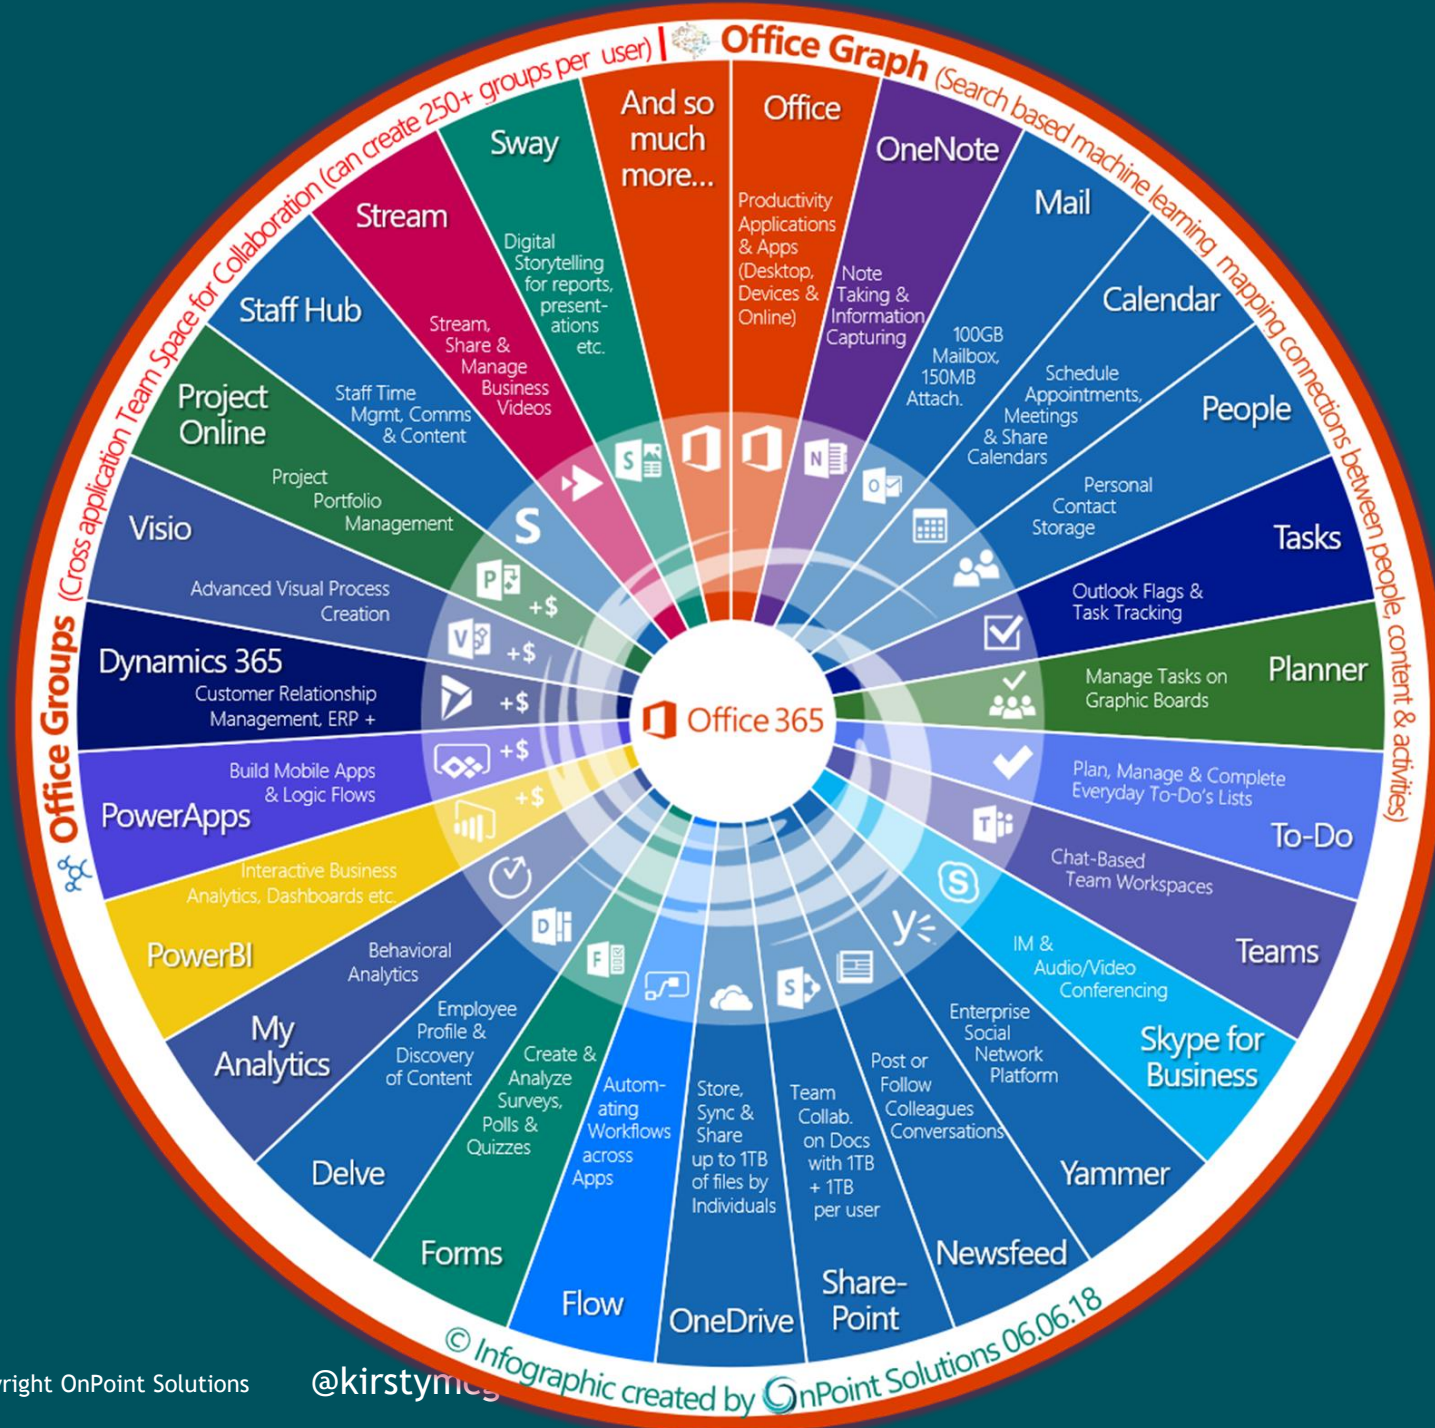 Office Graph (Search based machine learning, mapping connections between people, content & activities)
Office Groups (Cross application Team Space for Collaboration (can create 250+ groups per user) |
Office
Productivity
Applications
& Apps
(Desktop,
Devices &
Online)
OneNote
Note
Taking &
Information
Capturing
Mail
100GB
Mailbox,
150MB
Attach.
Calendar
Schedule
Appointments,
Meetings
& Share
Calendars
People
Personal
Contact
Storage
Tasks
Outlook Flags &
Task Tracking
Planner
Manage Tasks on
Graphic Boards
To-Do
Plan, Manage & Complete
Everyday To-Do's Lists
Teams
Chat-Based
Team Workspaces
Skype for
Business
IM &
Audio/Video
Conferencing
Yammer
Enterprise
Social
Network
Platform
Newsfeed
Post or
Follow
Colleagues
Conversations
Share-
Point
Team
Collab.
on Docs
with 1TB
+ 1TB
per user
OneDrive
Store,
Sync &
Share
up to 1TB
of files by
Individuals
Flow
Autom-
ating
Workflows
across
Apps
Forms
Create &
Analyze
Surveys,
Polls &
Quizzes
Delve
Employee
Profile &
Discovery
of Content
My
Analytics
Behavioral
Analytics
PowerBI
Interactive Business
Analytics, Dashboards etc.
+$
PowerApps
Build Mobile Apps
& Logic Flows
+$
Dynamics 365
Customer Relationship
Management, ERP +
+$
Visio
Advanced Visual Process
Creation
+$
Project
Online
Project
Portfolio
Management
+$
Staff Hub
Staff Time
Mgmt, Comms
& Content
Stream
Stream,
Share &
Manage
Business
Videos
Sway
Digital
Storytelling
for reports,
present-
ations
etc.
And so
much
more...
Office 365
© Infographic created by OnPoint Solutions 06.06.18
OnPoint Solutions